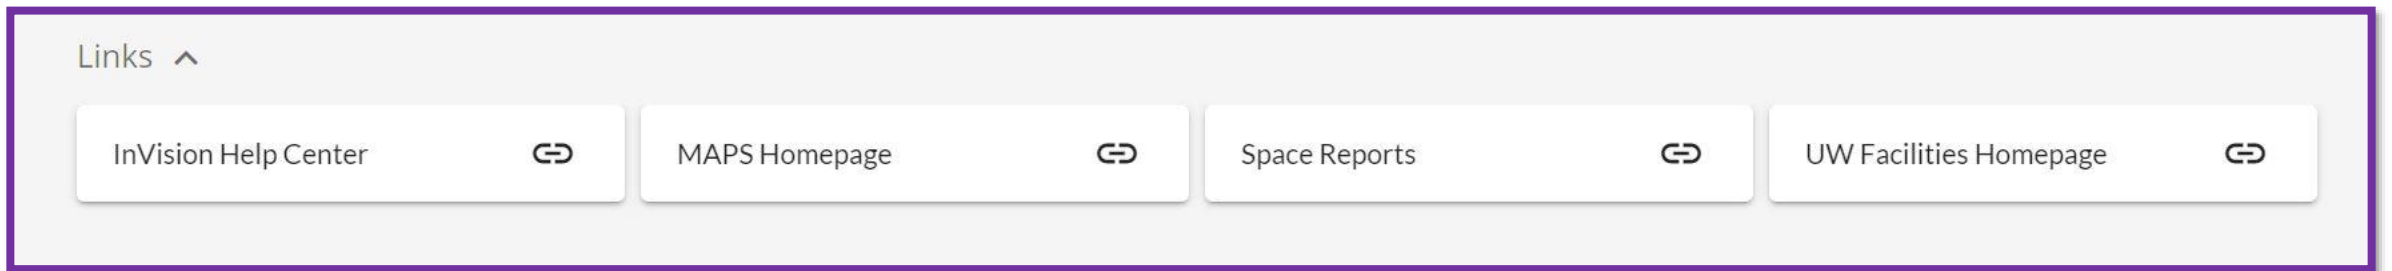 Links
InVision Help Center
MAPS Homepage
Space Reports
UW Facilities Homepage